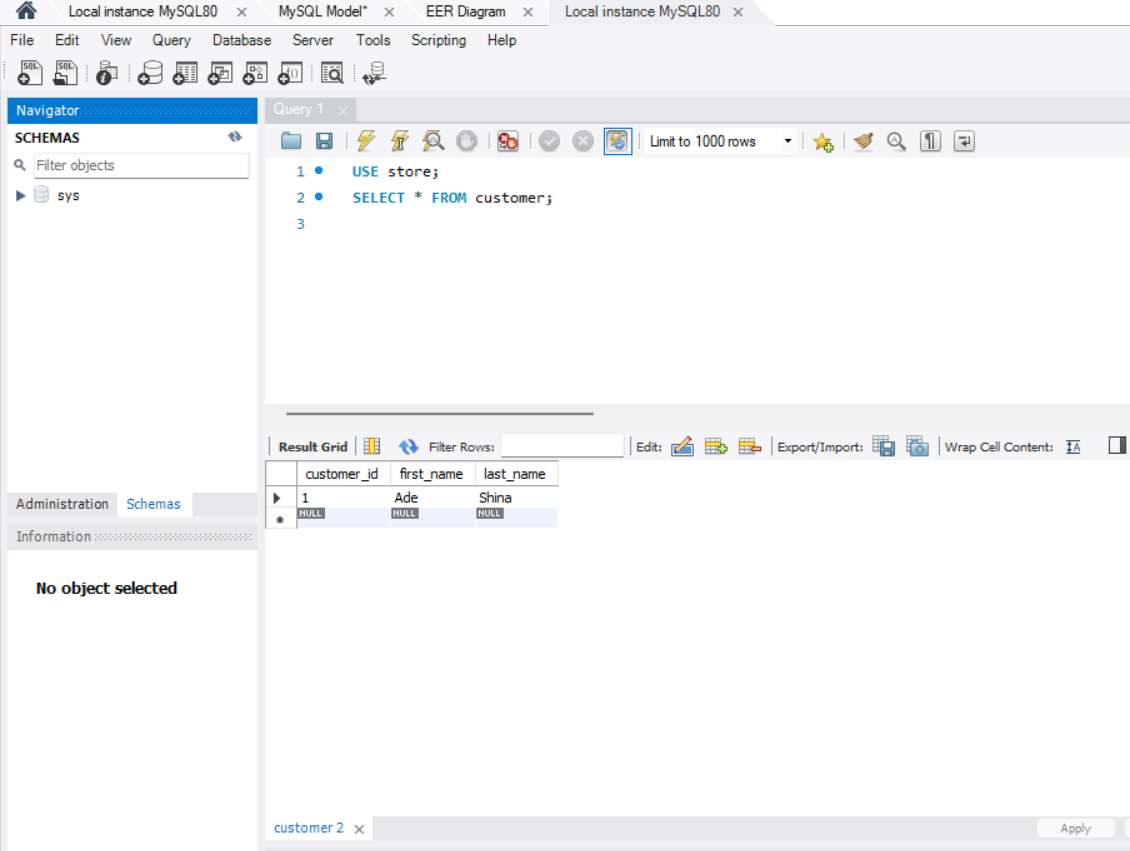 Local instance MySQL80 × MySQL Model* × EER Diagram × Local instance MySQL80 ×
File Edit View Query Database Server Tools Scripting Help
SQL SQL
Navigator
Query 1 ×
SCHEMAS
Limit to 1000 rows
Filter objects
1 USE store;
sys
2 SELECT * FROM customer;
3
Result Grid Filter Rows: Edit: Export/Import: Wrap Cell Content: IA
customer_id first_name last_name
1 Ade Shina
NULL NULL NULL
Administration Schemas
Information
No object selected
customer 2 ×
Apply